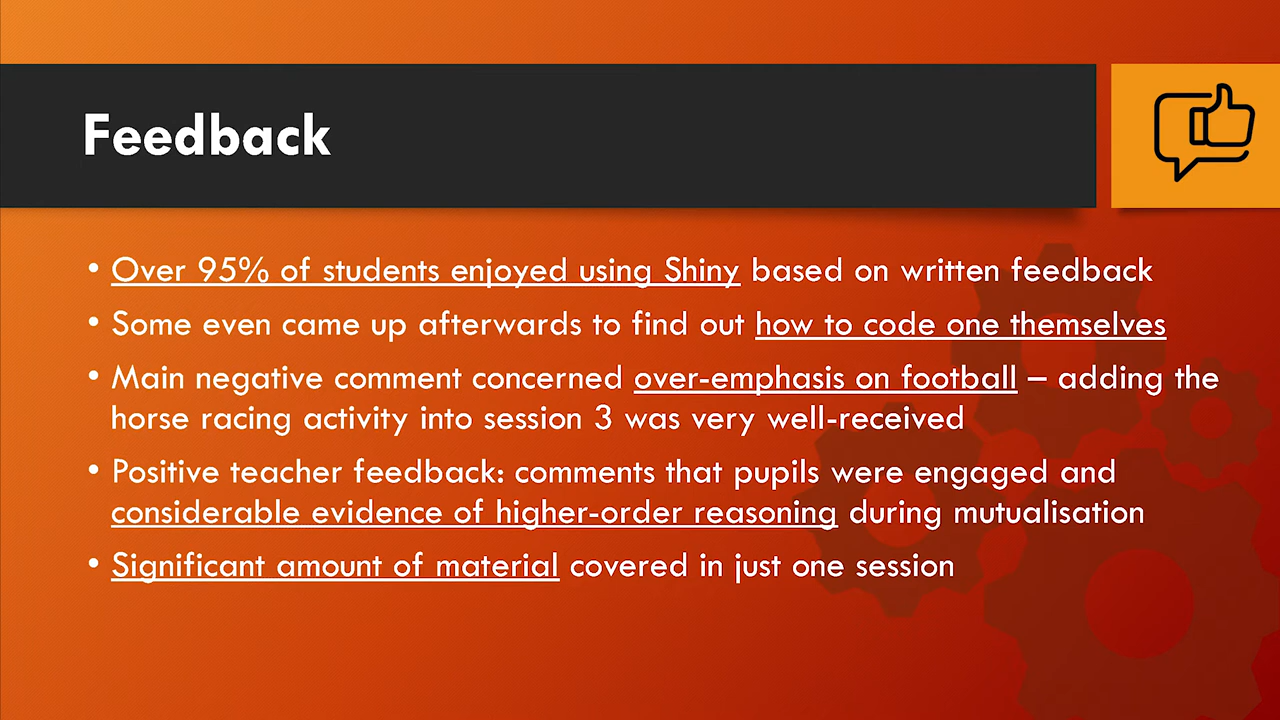 Feedback
• Over 95% of students enjoyed using Shiny based on written feedback
• Some even came up afterwards to find out how to code one themselves
• Main negative comment concerned over-emphasis on football – adding the
horse racing activity into session 3 was very well-received
• Positive teacher feedback: comments that pupils were engaged and
considerable evidence of higher-order reasoning during mutualisation
• Significant amount of material covered in just one session